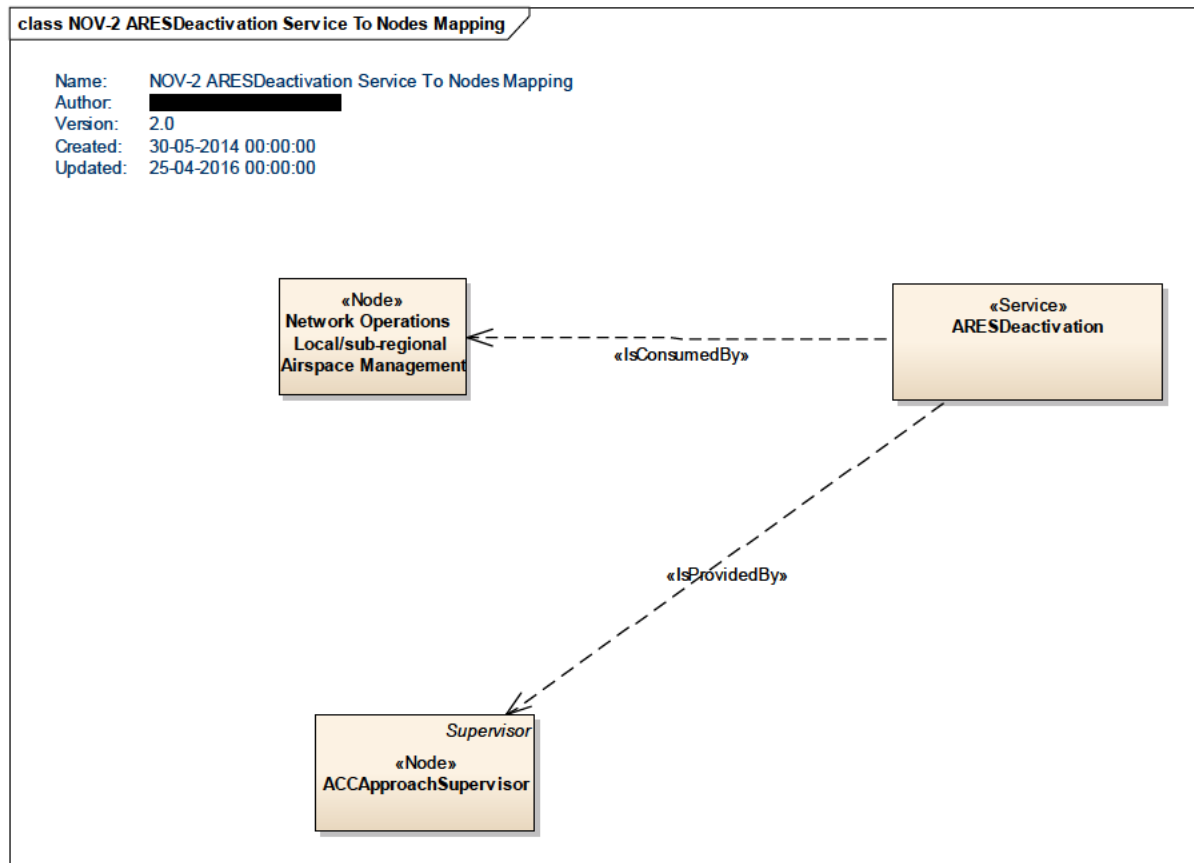 class NOV-2 ARESDeactivation Service To Nodes Mapping
Name: NOV-2 ARESDeactivation Service To Nodes Mapping
Author:
Version: 2.0
Created: 30-05-2014 00:00:00
Updated: 25-04-2016 00:00:00
«Node»
Network Operations
Local/sub-regional
Airspace Management
«Service»
ARESDeactivation
«IsConsumedBy»
«IsProvidedBy»
Supervisor
«Node»
ACCApproachSupervisor